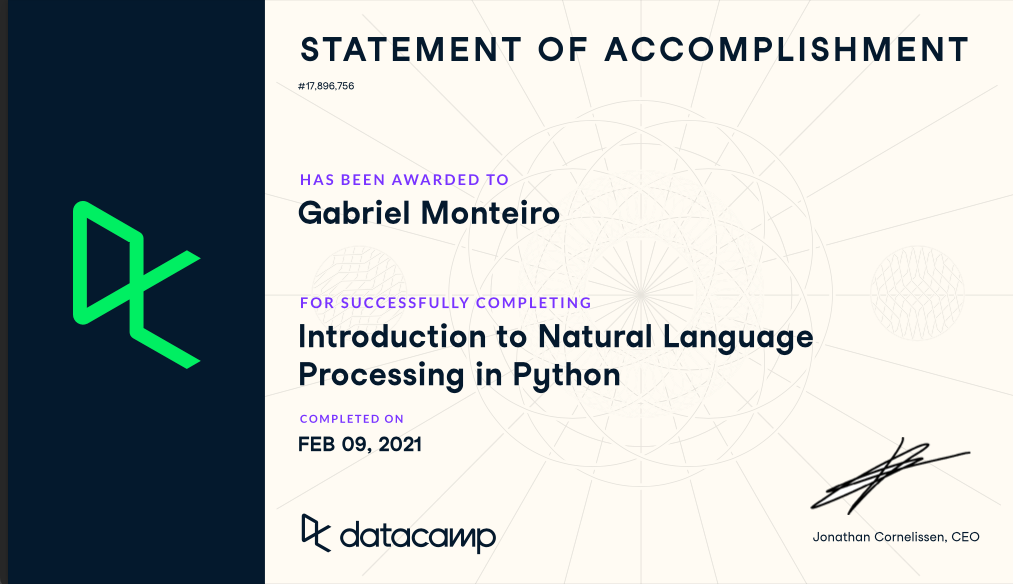 STATEMENT OF ACCOMPLISHMENT
#17,896,756
HAS BEEN AWARDED TO
Gabriel Monteiro
FOR SUCCESSFULLY COMPLETING
Introduction to Natural Language
Processing in Python
COMPLETED ON
FEB 09, 2021
datacamp
Jonathan Cornelissen, CEO